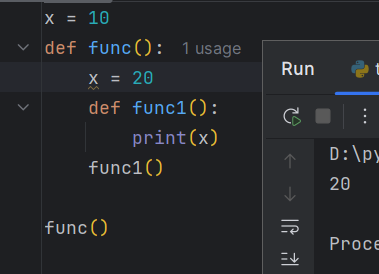 x = 10
def func():  1 usage
    x = 20
    def func1():
        print(x)
    func1()

func()
Run
D:\py
20
Proce